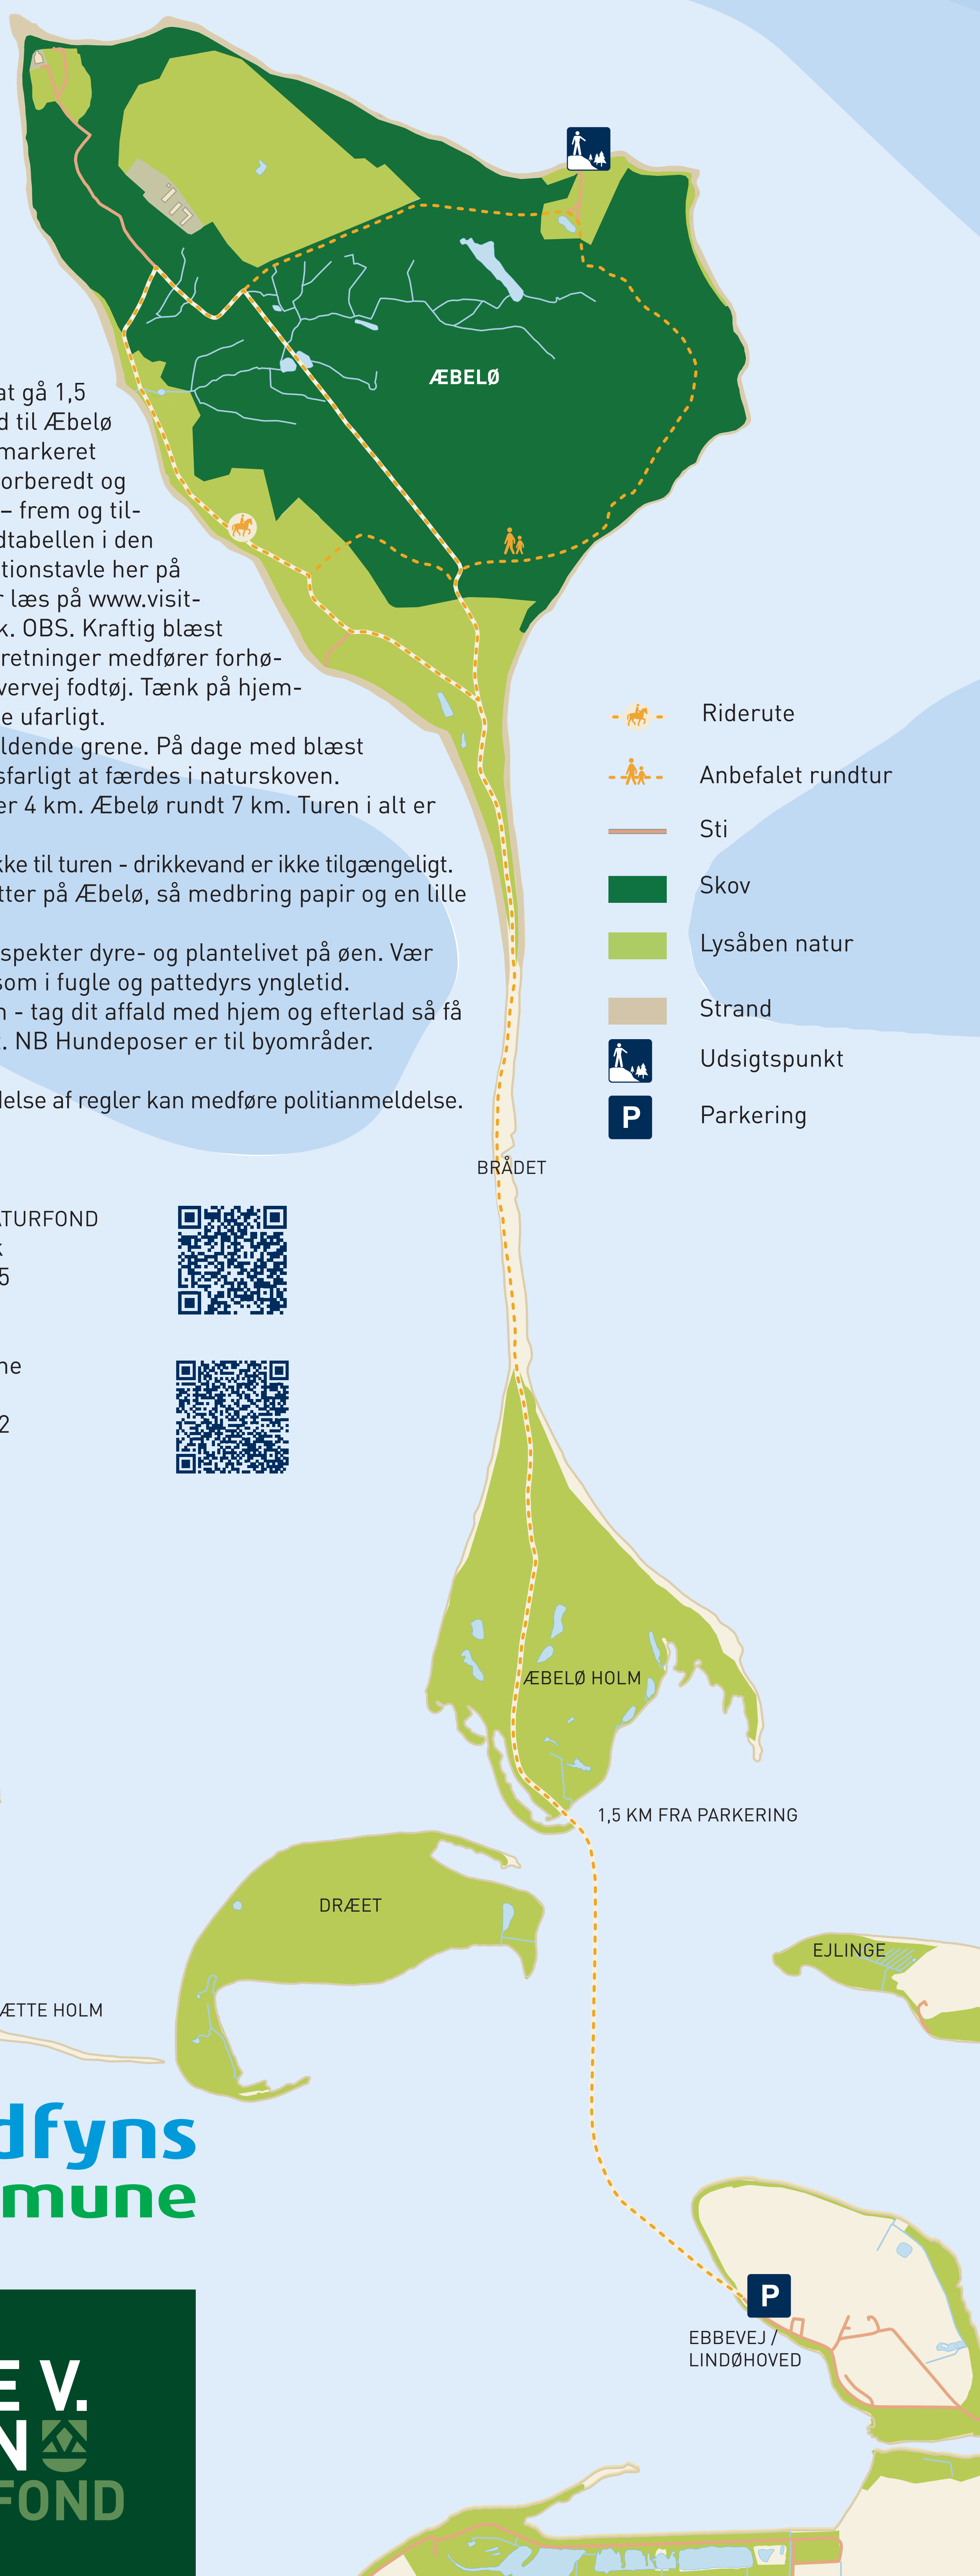 ÆBELØ
at gå 1,5
d til Æbelø
markeret
orberedt og
– frem og til-
dtabellen i den
tionstavle her på
r læs på www.visit-
k. OBS. Kraftig blæst
retninger medfører forhø-
vervej fodtøj. Tænk på hjem-
e ufarligt.
ldende grene. På dage med blæst
sfarligt at færdes i naturskoven.
er 4 km. Æbelø rundt 7 km. Turen i alt er
kke til turen - drikkevand er ikke tilgængeligt.
tter på Æbelø, så medbring papir og en lille
spekter dyre- og plantelivet på øen. Vær
som i fugle og pattedyrs yngletid.
n - tag dit affald med hjem og efterlad så få
t. NB Hundeposer er til byområder.
delse af regler kan medføre politianmeldelse.
Riderute
Anbefalet rundtur
Sti
Skov
Lysåben natur
Strand
Udsigtspunkt
P Parkering
BRÅDET
ATURFOND
k
5
ne
2
ÆBELØ HOLM
1,5 KM FRA PARKERING
DRÆET
EJLINGE
ÆTTE HOLM
dfyns
mmune
P
EBBEVEJ /
LINDØHOVED
E V.
N
FOND